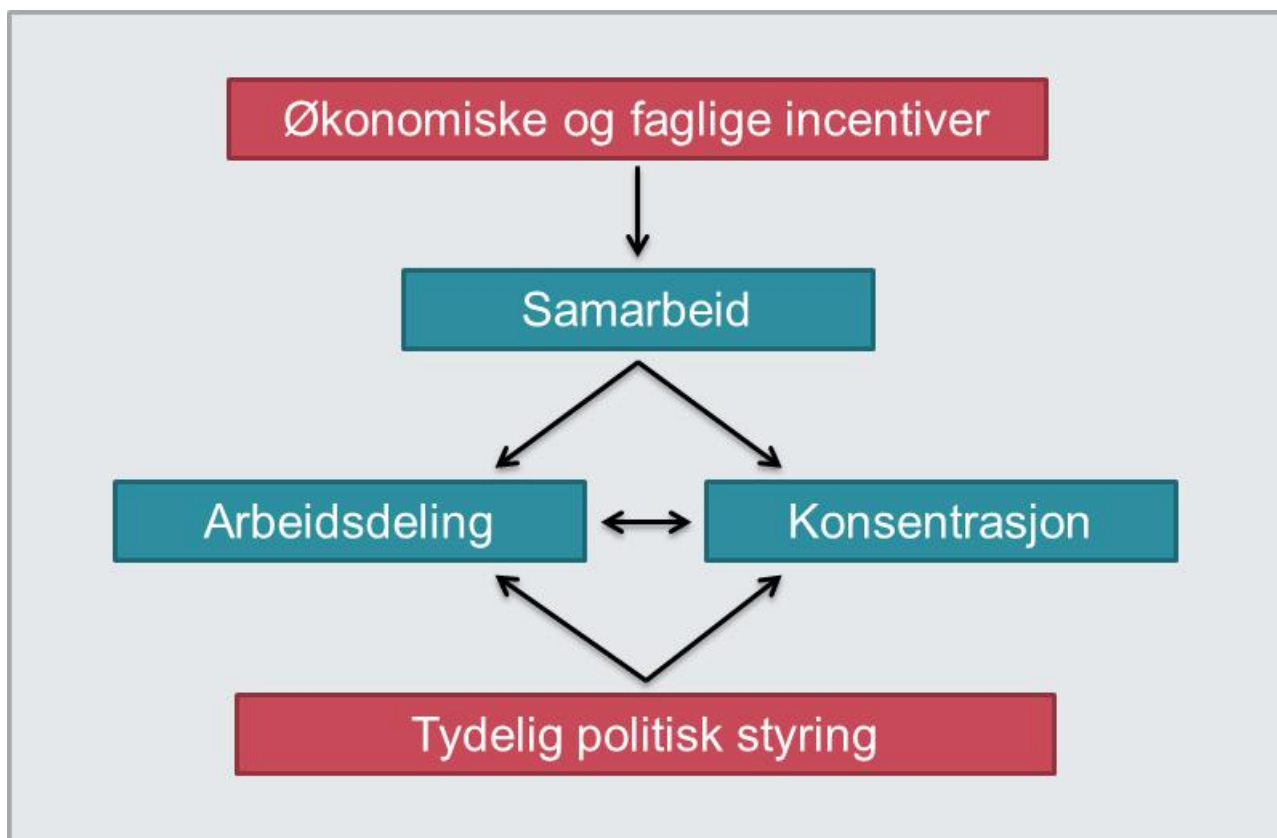 Økonomiske og faglige incentiver
Samarbeid
Arbeidsdeling
Konsentrasjon
Tydelig politisk styring